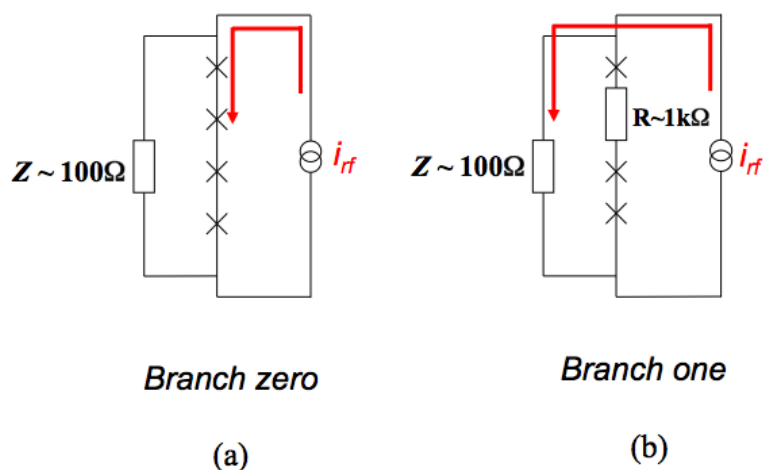 Z ~ 100Ω
i_rf
R~1kΩ
Z ~ 100Ω
i_rf
Branch zero
Branch one
(a)
(b)